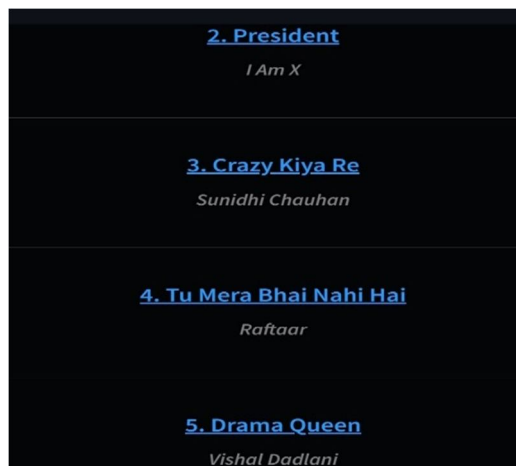 2. President
I Am X
3. Crazy Kiya Re
Sunidhi Chauhan
4. Tu Mera Bhai Nahi Hai
Raftaar
5. Drama Queen
Vishal Dadlani